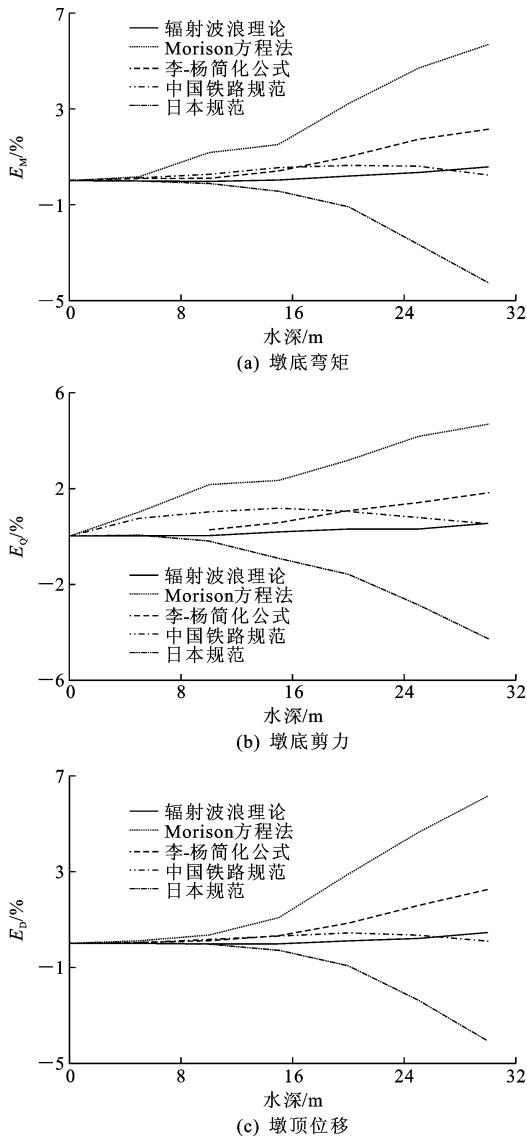 7
3
−1
−5
E_M/%
辐射波浪理论
Morison方程法
李-杨简化公式
中国铁路规范
日本规范
0 8 16 24 32
水深/m
(a) 墩底弯矩
6
2
−2
−6
E_Q/%
辐射波浪理论
Morison方程法
李-杨简化公式
中国铁路规范
日本规范
0 8 16 24 32
水深/m
(b) 墩底剪力
7
3
−1
−5
E_D/%
辐射波浪理论
Morison方程法
李-杨简化公式
中国铁路规范
日本规范
0 8 16 24 32
水深/m
(c) 墩顶位移